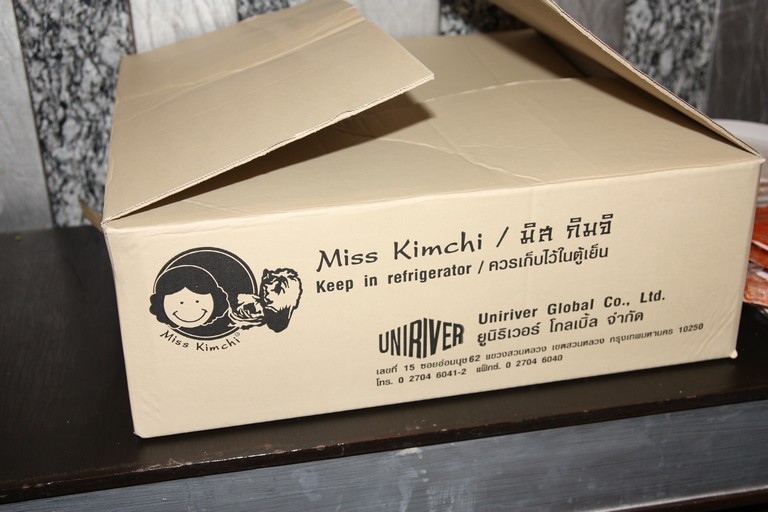 Miss Kimchi / มิส กิมจิ
Keep in refrigerator / ควรเก็บไว้ในตู้เย็น
Miss Kimchi®
UNIRIVER
Uniriver Global Co., Ltd.
ยูนิริเวอร์ โกลเบิ้ล จำกัด
เลขที่ 15 ซอยอ่อนนุช62 แขวงสวนหลวง เขตสวนหลวง กรุงเทพมหานคร 10250
โทร. 0 2704 6041-2 แฟ็กซ์. 0 2704 6040